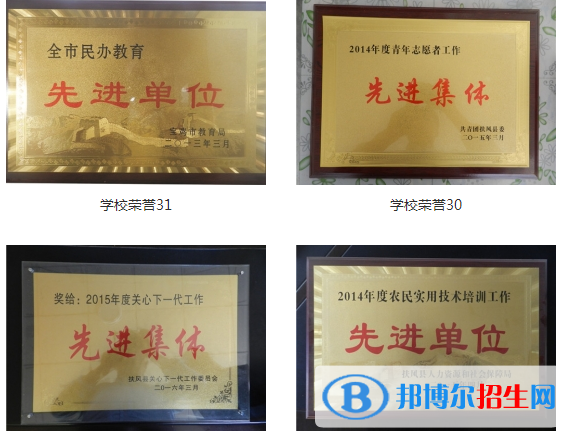 全市民办教育
先进单位
宝鸡市教育局
二〇一三年三月
2014年度青年志愿者工作
先进集体
共青团扶风县委
二〇一五年三月
学校荣誉31
学校荣誉30
奖给：2015年度关心下一代工作
先进集体
扶风县关心下一代工作委员会
二〇一六年三月
2014年度农民实用技术培训工作
先进单位
扶风县人力资源和社会保障局
B
邦博尔招生网